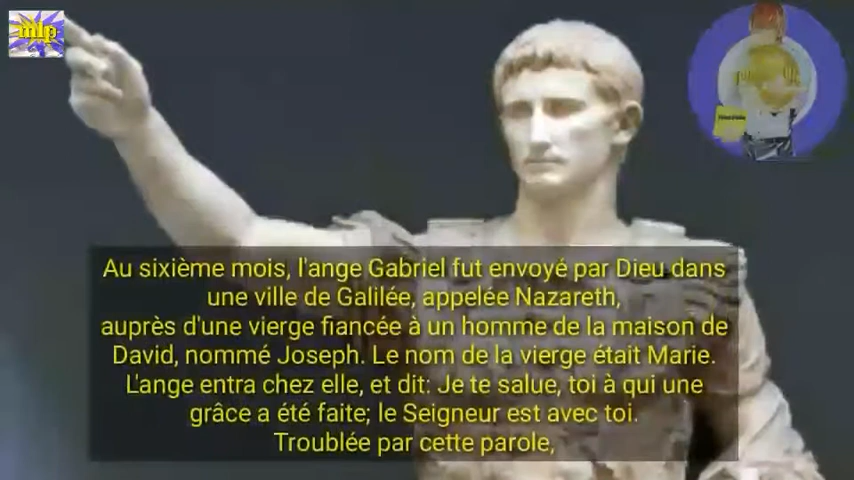 mlp
Au sixième mois, l'ange Gabriel fut envoyé par Dieu dans
une ville de Galilée, appelée Nazareth,
auprès d'une vierge fiancée à un homme de la maison de
David, nommé Joseph. Le nom de la vierge était Marie.
L'ange entra chez elle, et dit: Je te salue, toi à qui une
grâce a été faite; le Seigneur est avec toi.
Troublée par cette parole,